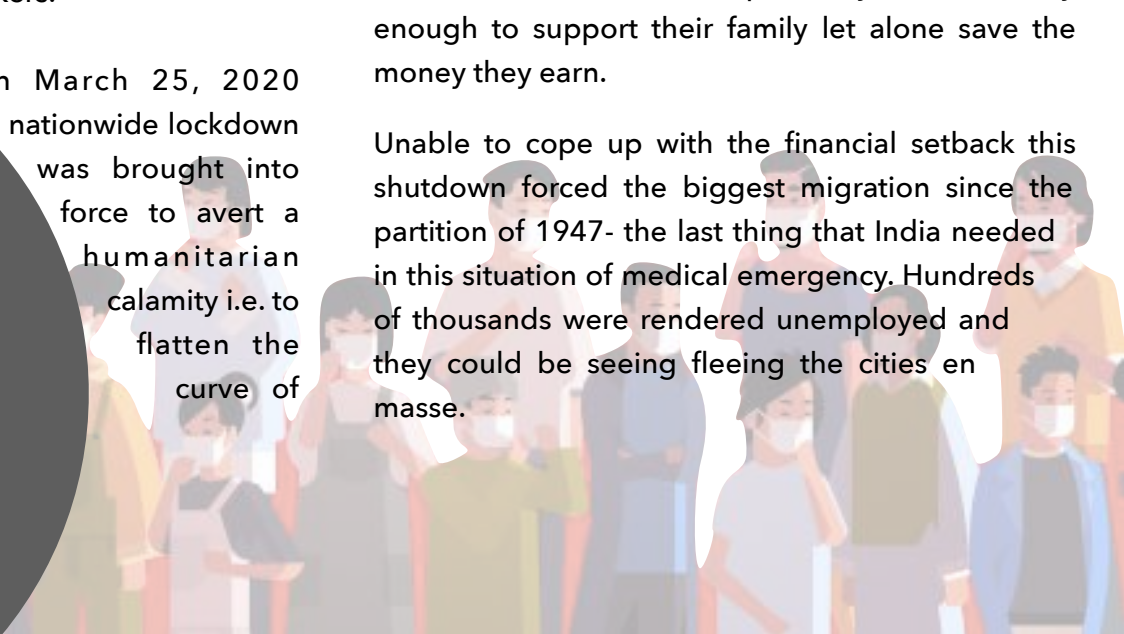 March 25, 2020
nationwide lockdown
was brought into
force to avert a
humanitarian
calamity i.e. to
flatten the
curve of
enough to support their family let alone save the
money they earn.
Unable to cope up with the financial setback this
shutdown forced the biggest migration since the
partition of 1947- the last thing that India needed
in this situation of medical emergency. Hundreds
of thousands were rendered unemployed and
they could be seeing fleeing the cities en
masse.